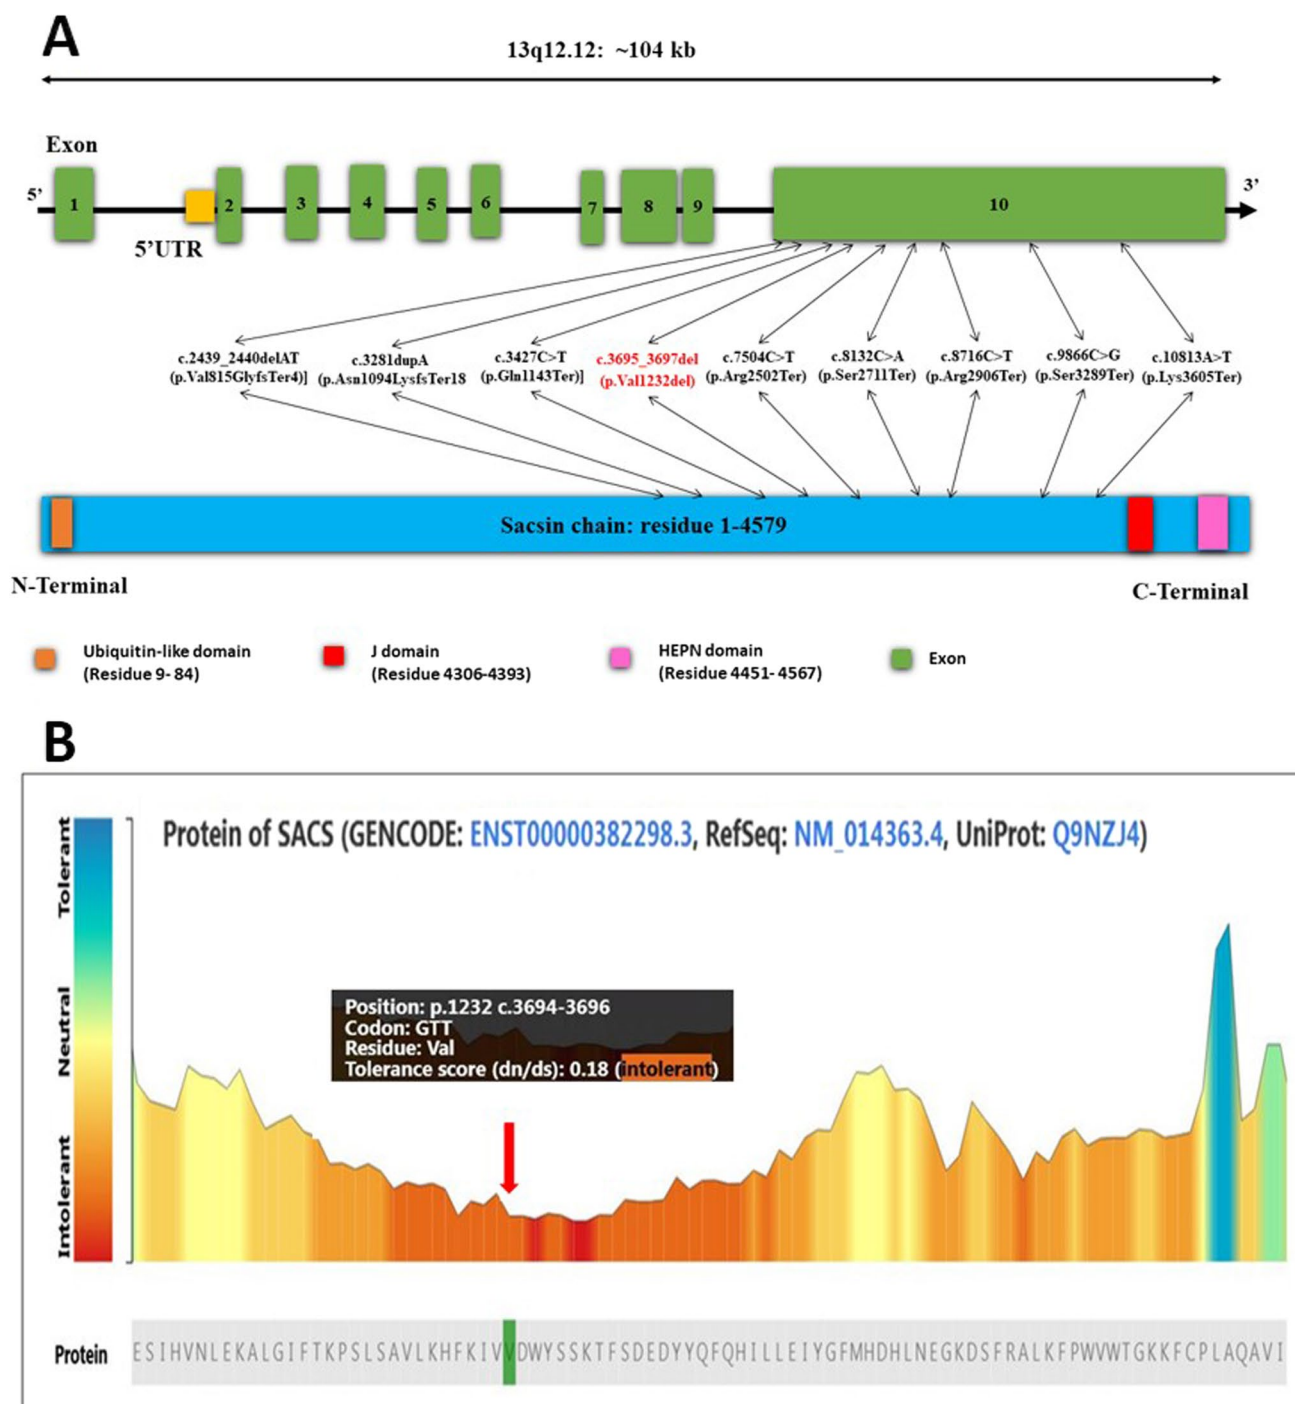 A
13q12.12: ~104 kb
Exon
5’
3’
1
2
3
4
5
6
7
8
9
10
5’UTR
c.2439_2440delAT
(p.Val815GlyfsTer4)]
c.3281dupA
(p.Asn1094LysfsTer18
c.3427C>T
(p.Gln1143Ter)]
c.3695_3697del
(p.Val1232del)
c.7504C>T
(p.Arg2502Ter)
c.8132C>A
(p.Ser2711Ter)
c.8716C>T
(p.Arg2906Ter)
c.9866C>G
(p.Ser3289Ter)
c.10813A>T
(p.Lys3605Ter)
Sacsin chain: residue 1-4579
N-Terminal
C-Terminal
Ubiquitin-like domain
(Residue 9- 84)
J domain
(Residue 4306-4393)
HEPN domain
(Residue 4451- 4567)
Exon
B
Protein of SACS (GENCODE: ENST00000382298.3, RefSeq: NM_014363.4, UniProt: Q9NZJ4)
Tolerant
Neutral
Intolerant
Position: p.1232 c.3694-3696
Codon: GTT
Residue: Val
Tolerance score (dn/ds): 0.18 (intolerant)
Protein
ESIHVNLEKALGIFTKPSLSAVLKHFKIVVDWYSSKTFSDEDYYQFQHILLEIYGFMHDHLNEGKDSFRALKFPWVWTGKKFCPLAQAVI